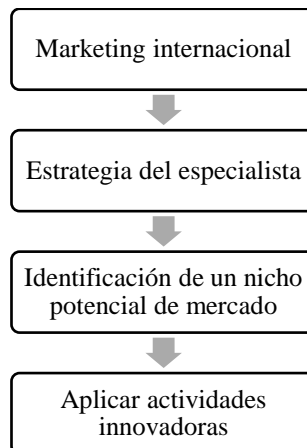 Marketing internacional
Estrategia del especialista
Identificación de un nicho
potencial de mercado
Aplicar actividades
innovadoras